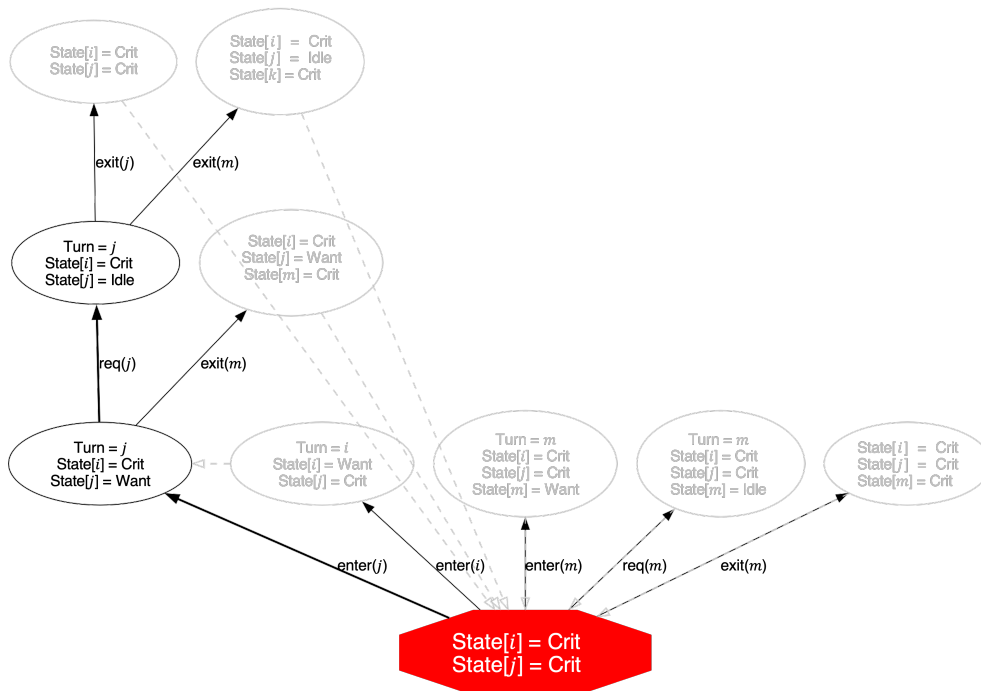 State[i] = Crit
State[j] = Crit
State[i] = Crit
State[j] = Idle
State[k] = Crit
exit(j)
exit(m)
Turn = j
State[i] = Crit
State[j] = Idle
State[i] = Crit
State[j] = Want
State[m] = Crit
req(j)
exit(m)
Turn = j
State[i] = Crit
State[j] = Want
Turn = i
State[i] = Want
State[j] = Crit
Turn = m
State[i] = Crit
State[j] = Crit
State[m] = Want
Turn = m
State[i] = Crit
State[j] = Crit
State[m] = Idle
State[i] = Crit
State[j] = Crit
State[m] = Crit
enter(j)
enter(i)
enter(m)
req(m)
exit(m)
State[i] = Crit
State[j] = Crit